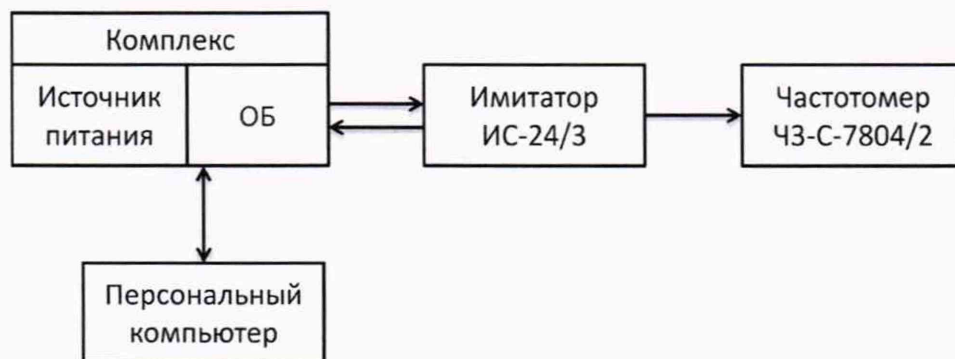 Комплекс
Источник
питания
ОБ
Имитатор
ИС-24/3
Частотомер
ЧЗ-С-7804/2
Персональный
компьютер